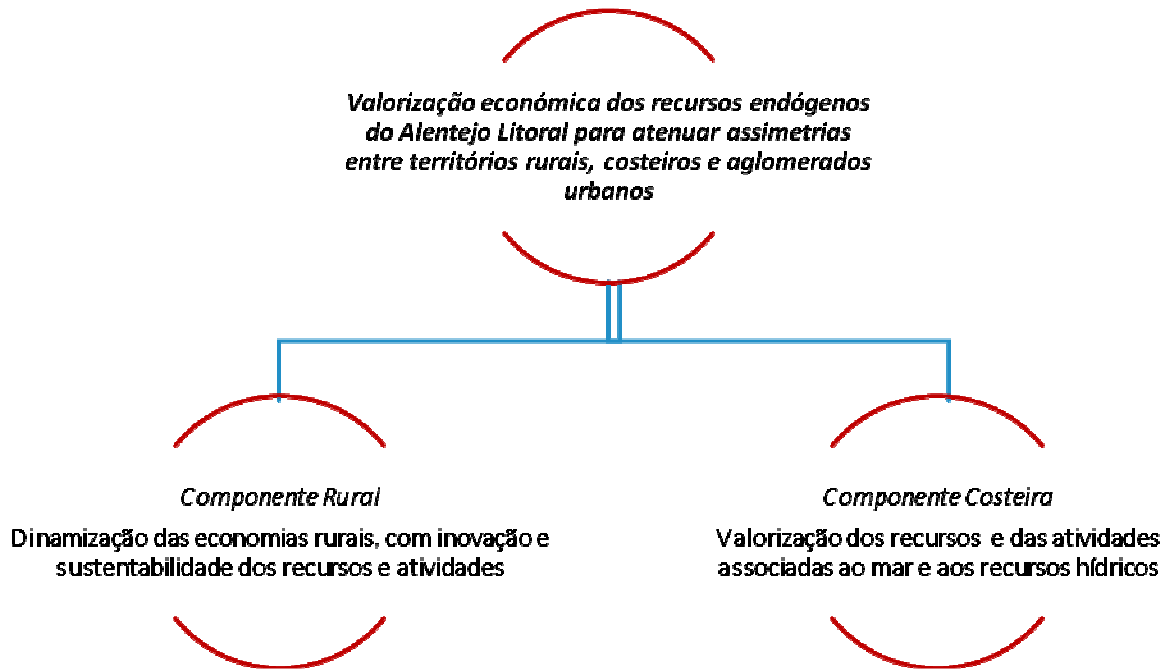 Valorização económica dos recursos endógenos
do Alentejo Litoral para atenuar assimetrias
entre territórios rurais, costeiros e aglomerados
urbanos
Componente Rural
Dinamização das economias rurais, com inovação e
sustentabilidade dos recursos e atividades
Componente Costeira
Valorização dos recursos e das atividades
associadas ao mar e aos recursos hídricos